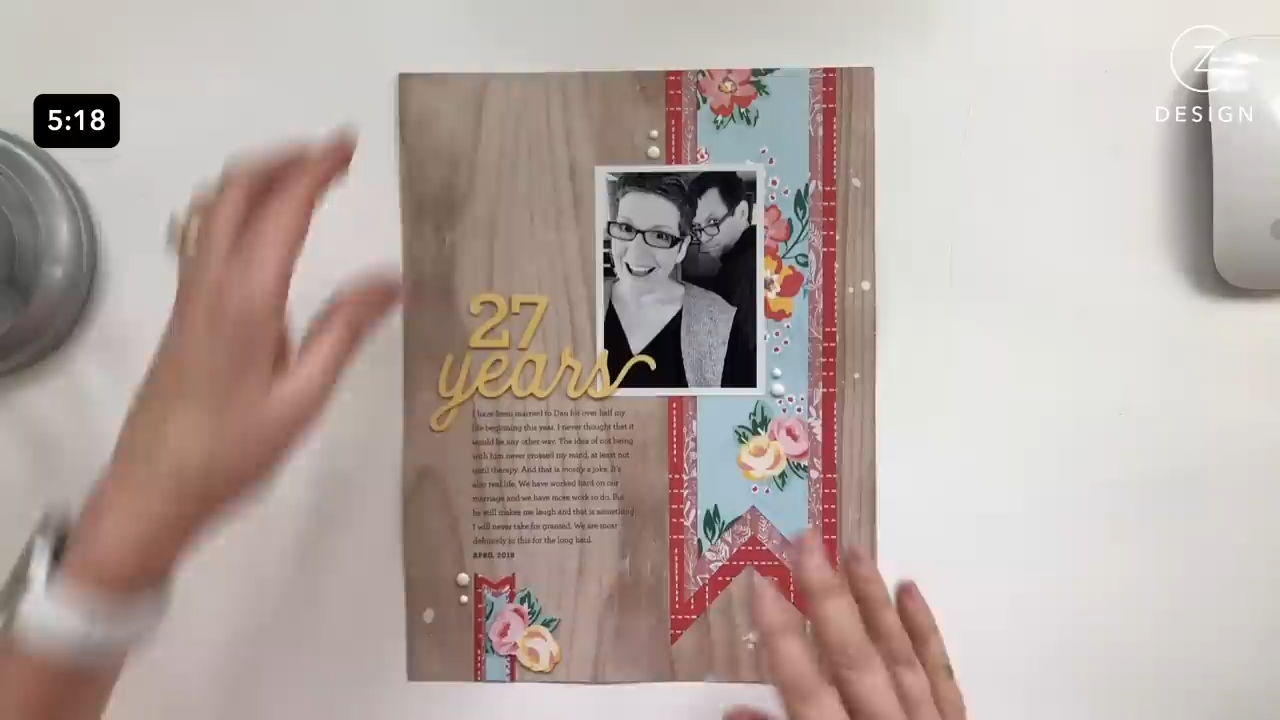 5:18
Z
DESIGN
27
years
I have been married to Dan for over half my
life beginning this year. I never thought that it
would be any other way. The idea of not being
with him never crossed my mind, at least not
until therapy. And that is mostly a joke. It's
also real life. We have worked hard on our
marriage and we have more work to do. But
he still makes me laugh and that is something
I will never take for granted. We are most
definitely in this for the long haul.
APRIL 2018